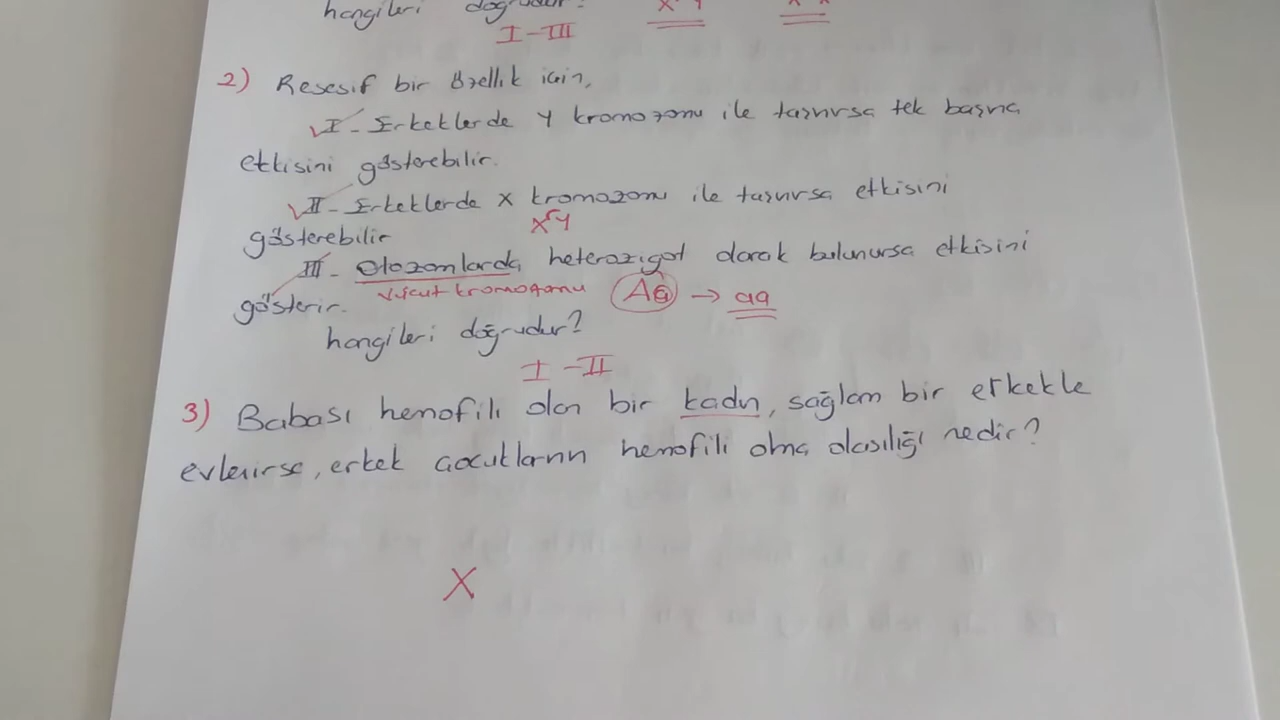 hangileri doğrudur?
I-III
2) Resesif bir özellik için,
I- Erkeklerde Y kromozomu ile taşınırsa tek başına
etkisini gösterebilir.
II- Erkeklerde X kromozomu ile taşınırsa etkisini
XʳY
gösterebilir
III- Otozomlarda heterozigot olarak bulunursa etkisini
Vücut kromozomu Aa → aa
gösterir.
hangileri doğrudur?
I-II
3) Babası hemofili olan bir kadın, sağlam bir erkekle
evlenirse, erkek çocukların hemofili olma olasılığı nedir?
X